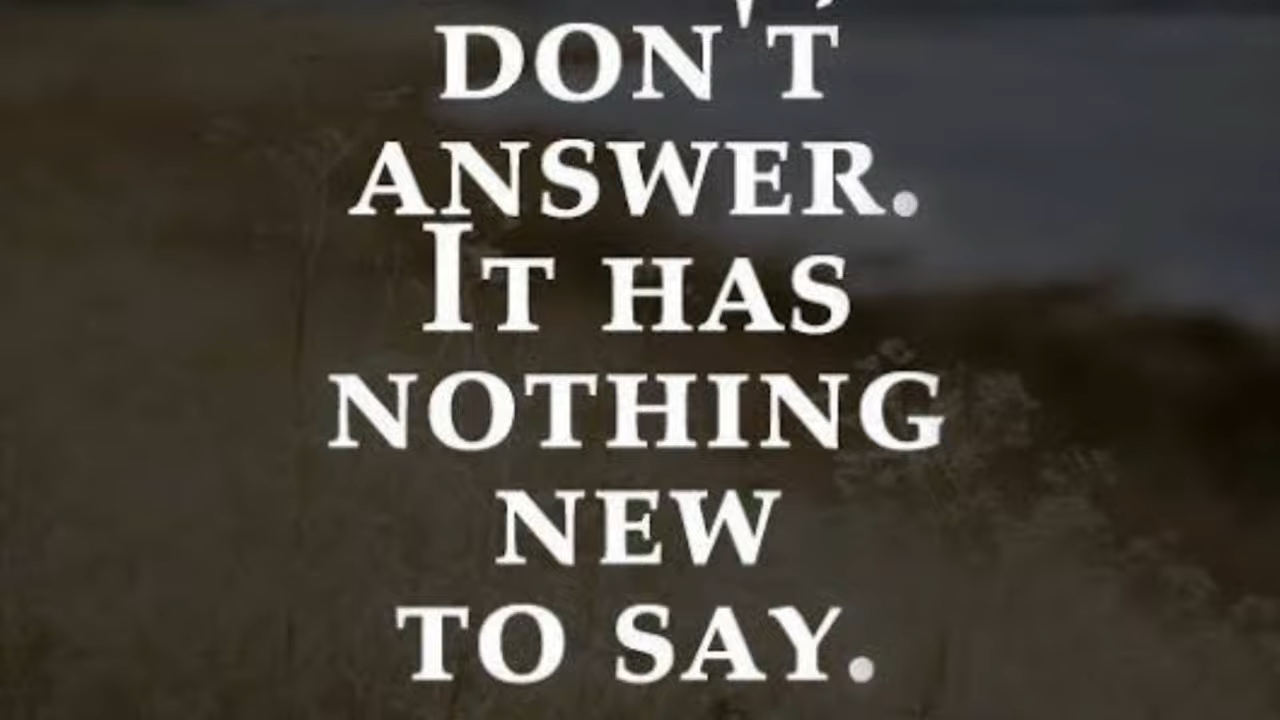 DON'T
ANSWER.
IT HAS
NOTHING
NEW
TO SAY.